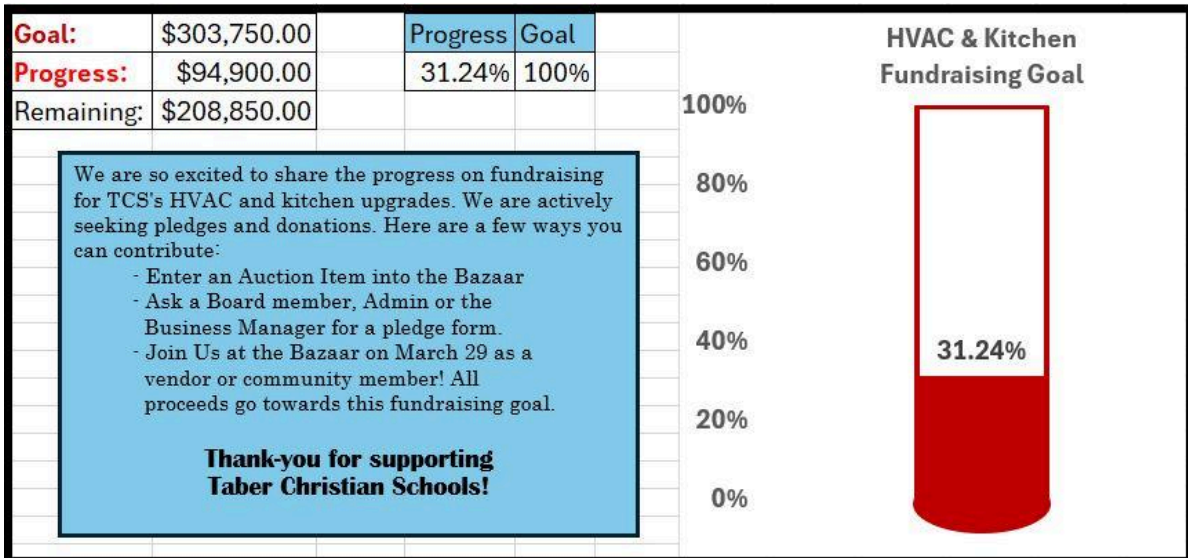 Goal: $303,750.00
Progress: $94,900.00
Remaining: $208,850.00
Progress Goal
31.24% 100%
We are so excited to share the progress on fundraising
for TCS's HVAC and kitchen upgrades. We are actively
seeking pledges and donations. Here are a few ways you
can contribute:
- Enter an Auction Item into the Bazaar
- Ask a Board member, Admin or the
Business Manager for a pledge form.
- Join Us at the Bazaar on March 29 as a
vendor or community member! All
proceeds go towards this fundraising goal.
Thank-you for supporting
Taber Christian Schools!
HVAC & Kitchen
Fundraising Goal
100%
80%
60%
40%
31.24%
20%
0%